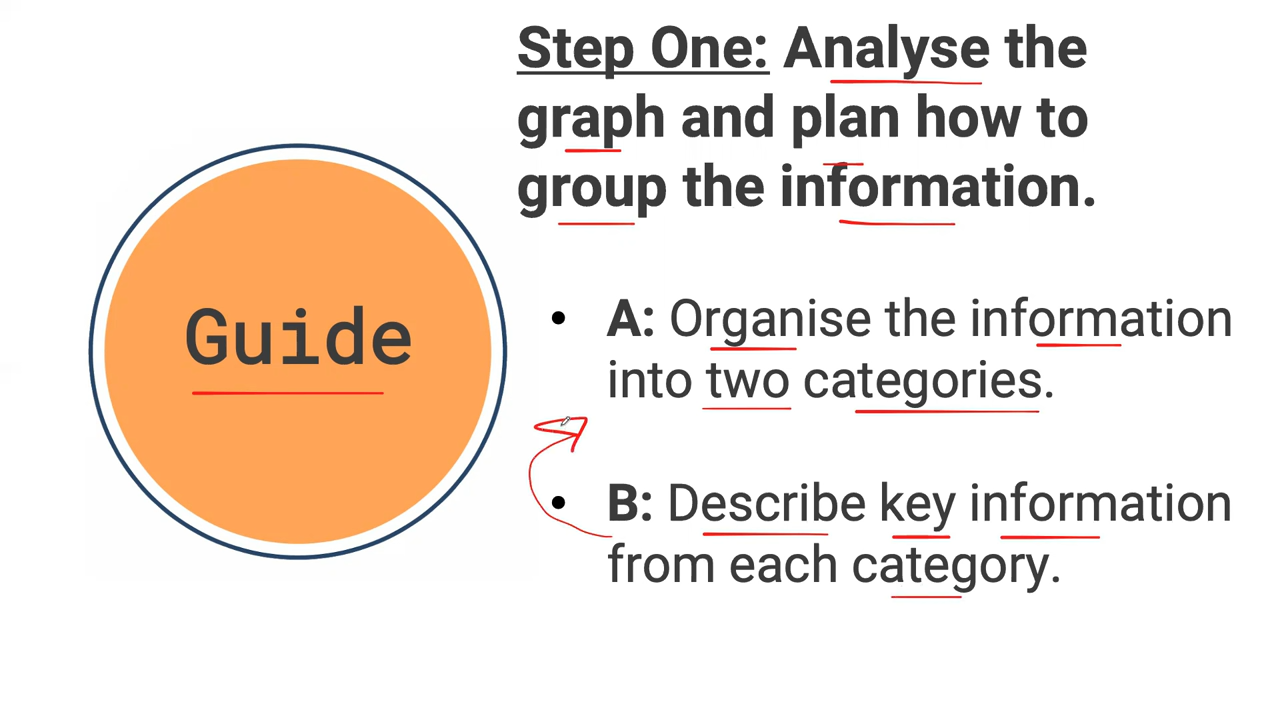 Step One: Analyse the
graph and plan how to
group the information.
Guide
• A: Organise the information
into two categories.
• B: Describe key information
from each category.